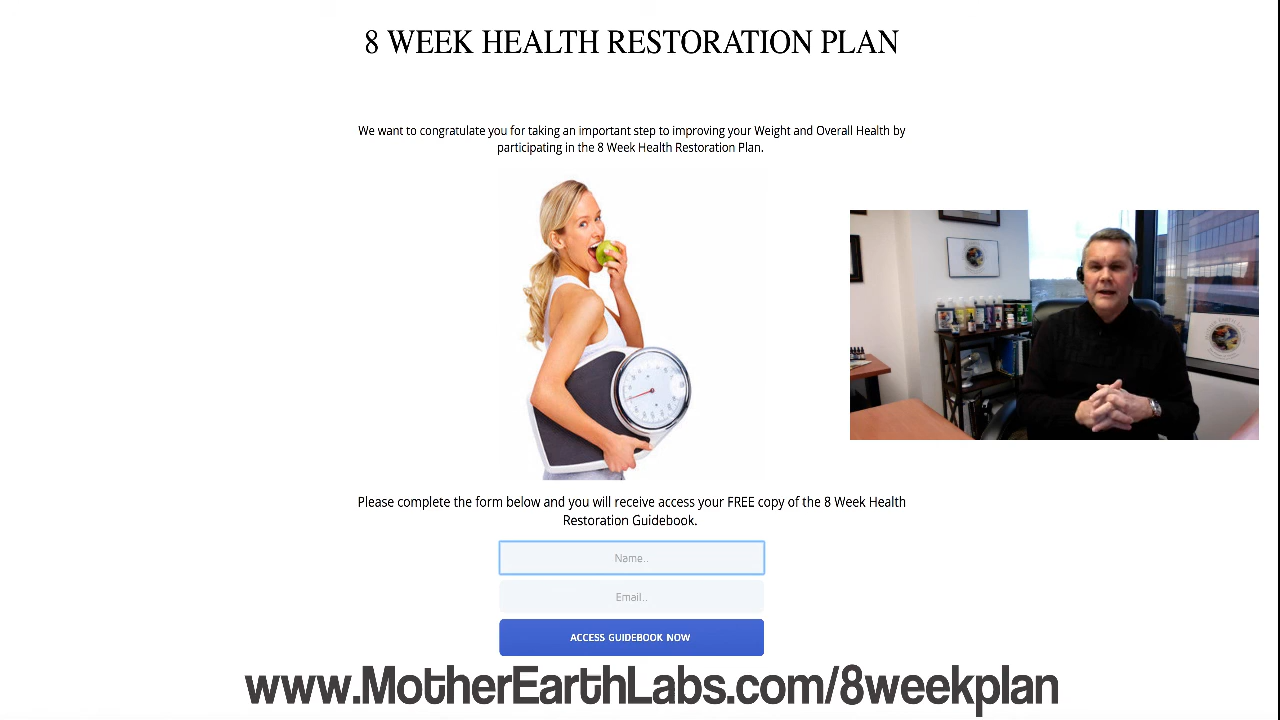 8 WEEK HEALTH RESTORATION PLAN
We want to congratulate you for taking an important step to improving your Weight and Overall Health by
participating in the 8 Week Health Restoration Plan.
Please complete the form below and you will receive access your FREE copy of the 8 Week Health
Restoration Guidebook.
Name..
Email..
ACCESS GUIDEBOOK NOW
www.MotherEarthLabs.com/8weekplan